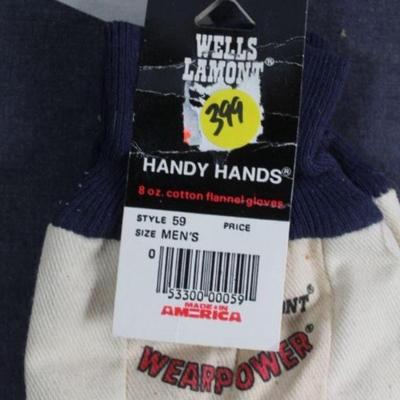 WELLS
LAMONT®
399
HANDY HANDS®
8 oz. cotton flannel gloves
STYLE 59 PRICE
SIZE MEN'S
0
53300 00059
MADE IN
AMERICA
WEARPOWER®